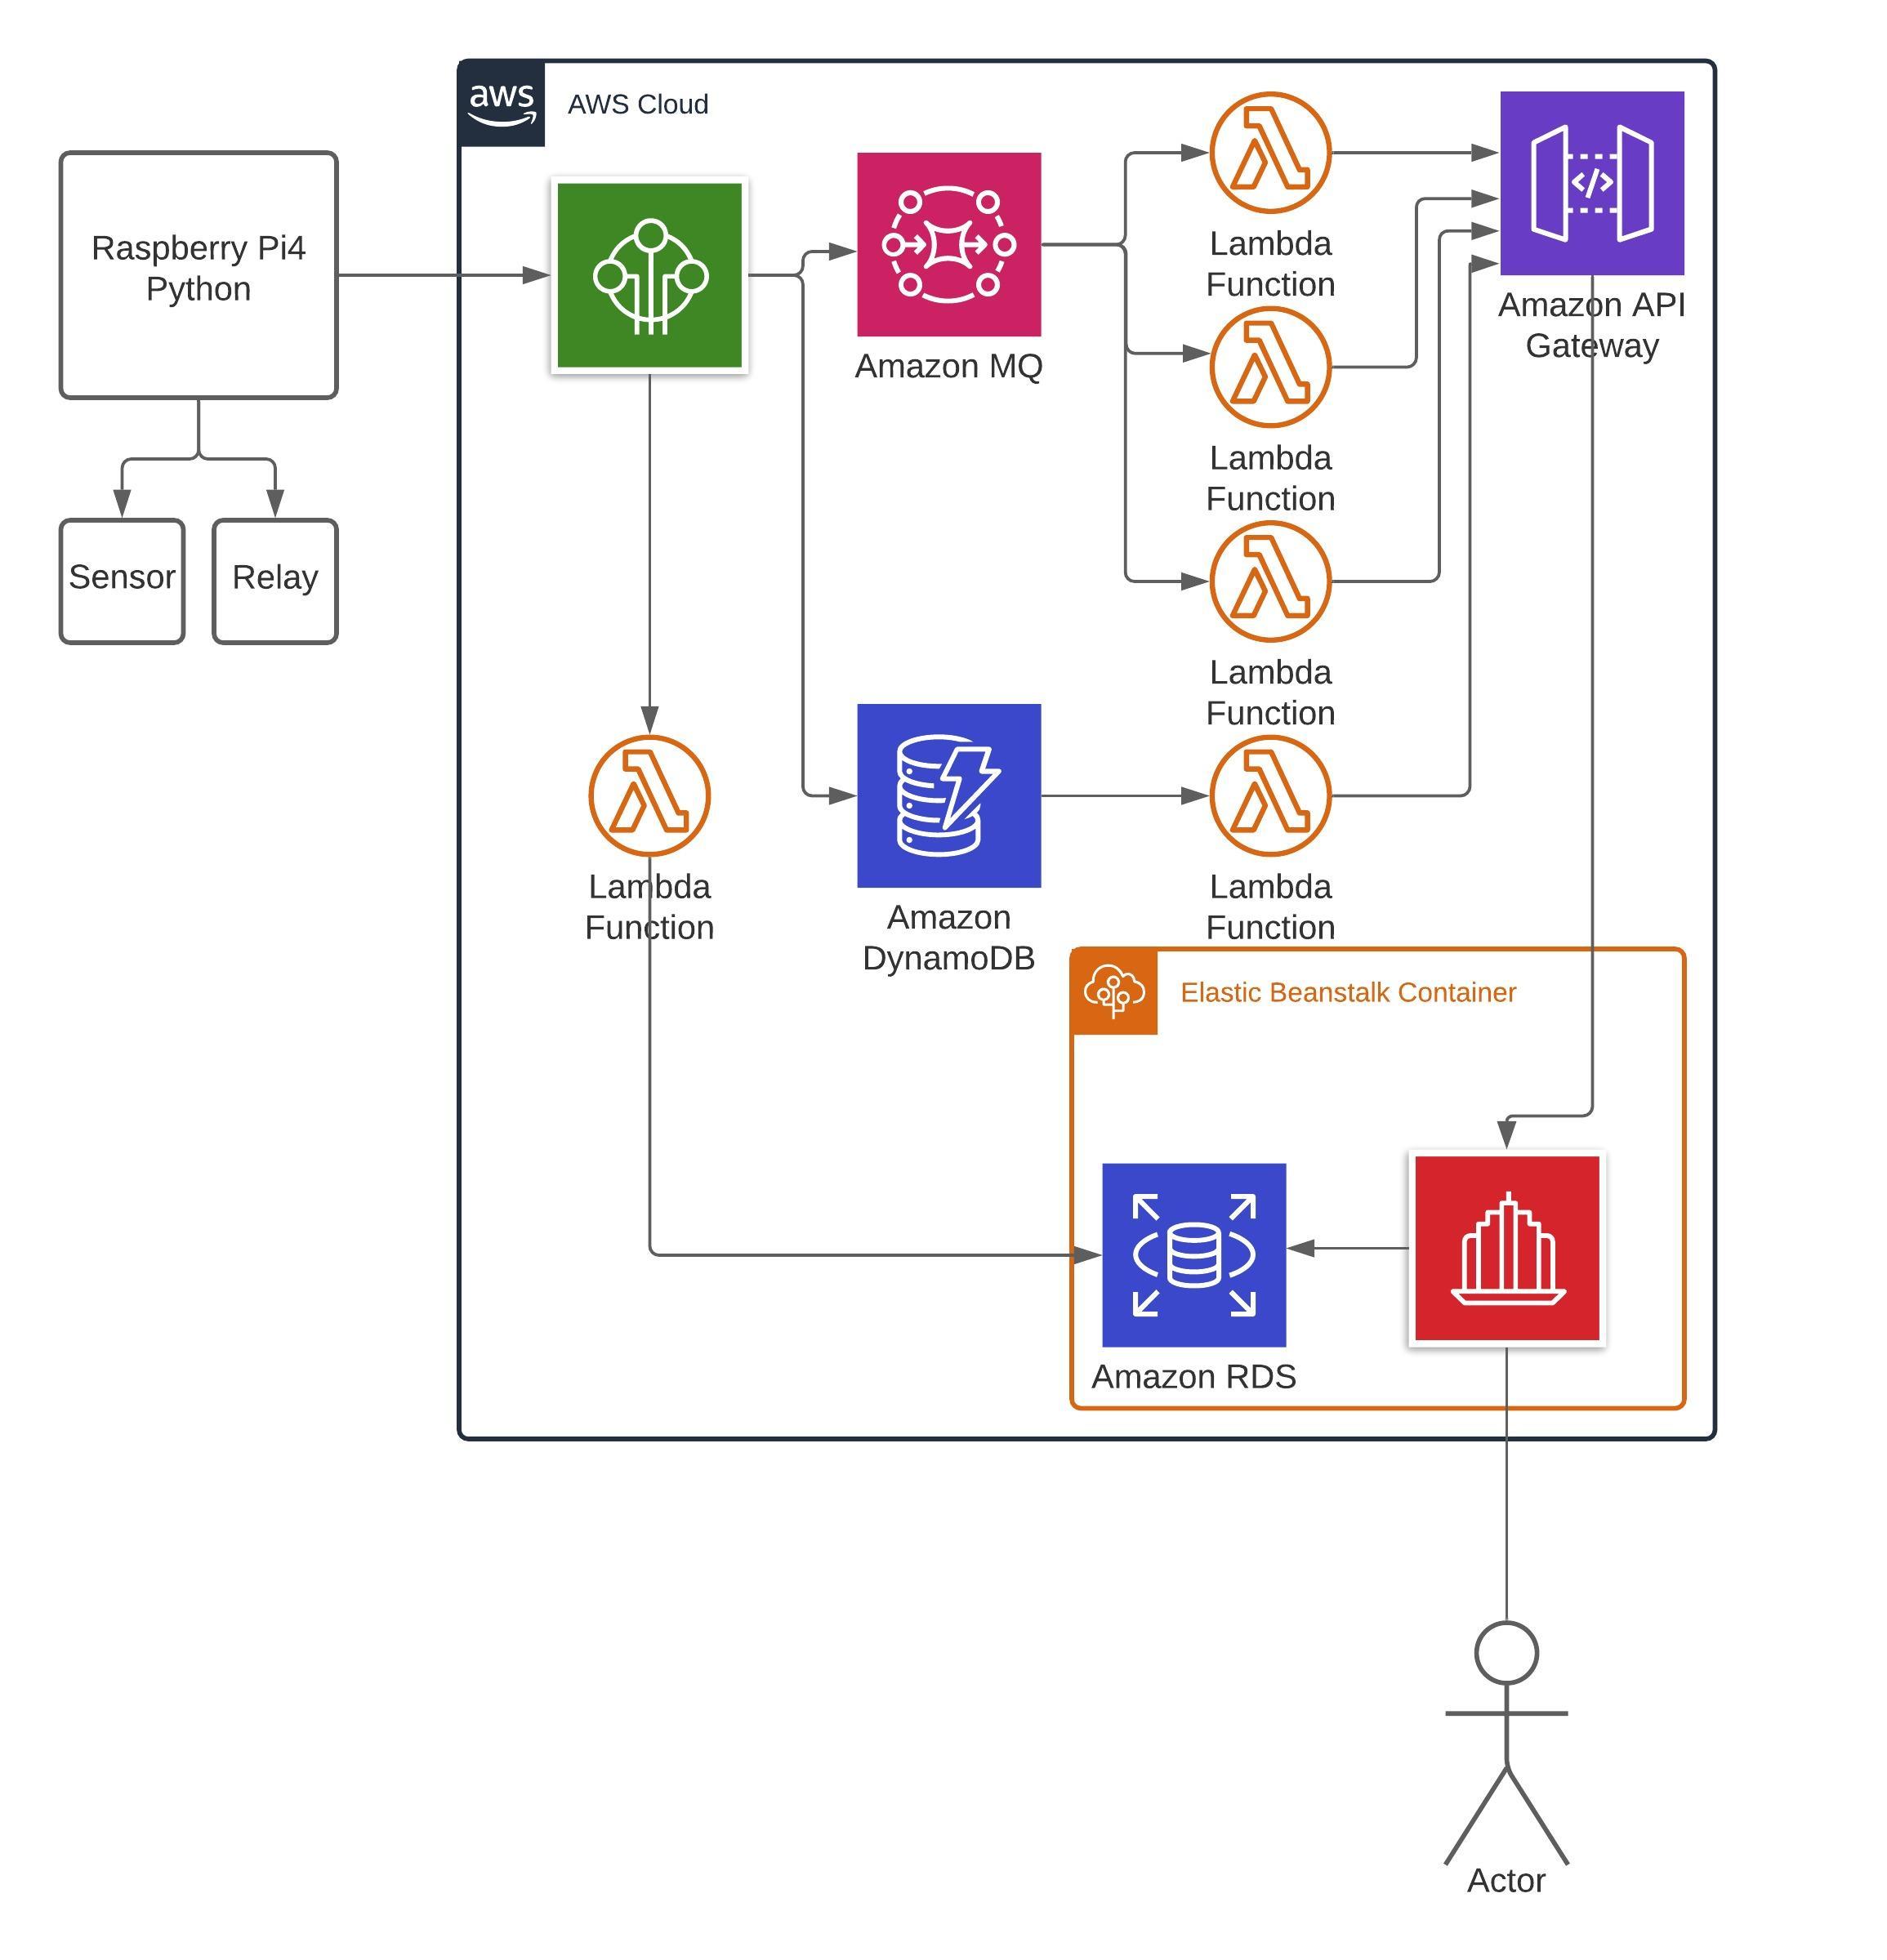 aws
AWS Cloud
Raspberry Pi4
Python
Sensor
Relay
Amazon MQ
Lambda
Function
Amazon API
Gateway
Lambda
Function
Lambda
Function
Lambda
Function
Amazon
DynamoDB
Lambda
Function
Elastic Beanstalk Container
Amazon RDS
Actor